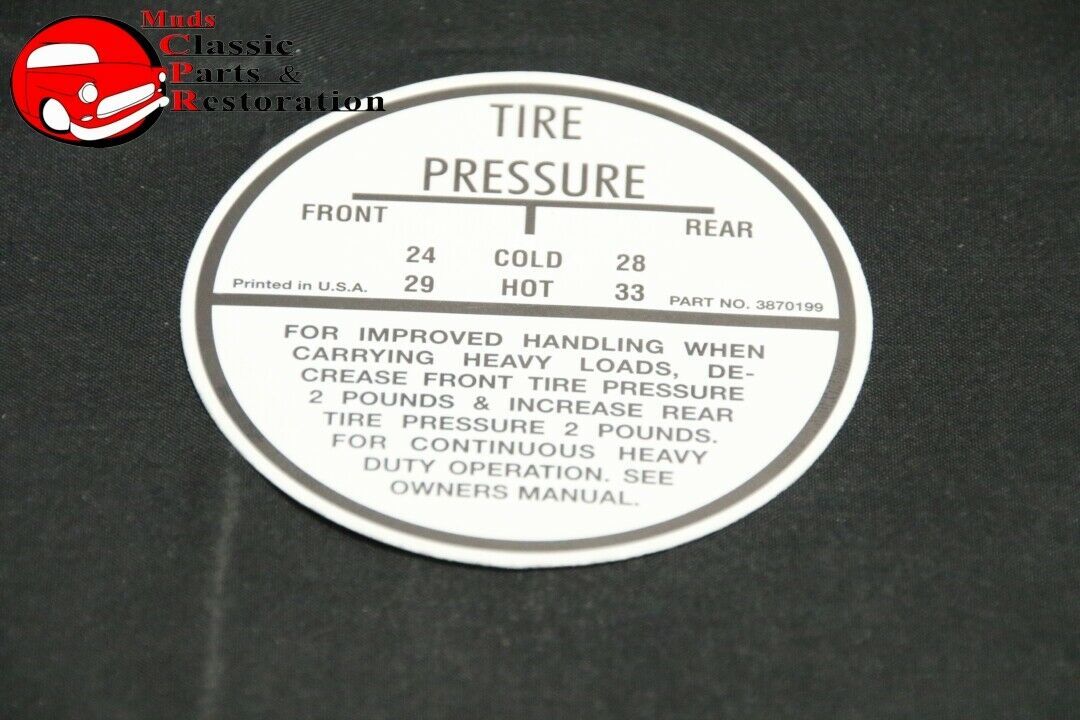 Muds
Classic
Parts &
Restoration
TIRE
PRESSURE
FRONT REAR
24 COLD 28
29 HOT 33
Printed in U.S.A. PART NO. 3870199
FOR IMPROVED HANDLING WHEN
CARRYING HEAVY LOADS, DE-
CREASE FRONT TIRE PRESSURE
2 POUNDS & INCREASE REAR
TIRE PRESSURE 2 POUNDS.
FOR CONTINUOUS HEAVY
DUTY OPERATION. SEE
OWNERS MANUAL.